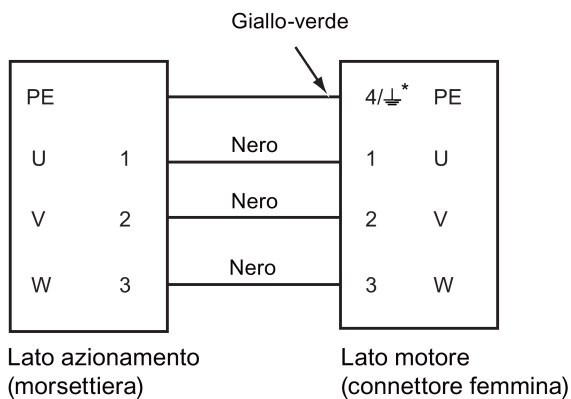 Giallo-verde
PE 4/⏚* PE
Nero
U 1 1 U
Nero
V 2 2 V
Nero
W 3 3 W
Lato azionamento
(morsettiera)
Lato motore
(connettore femmina)